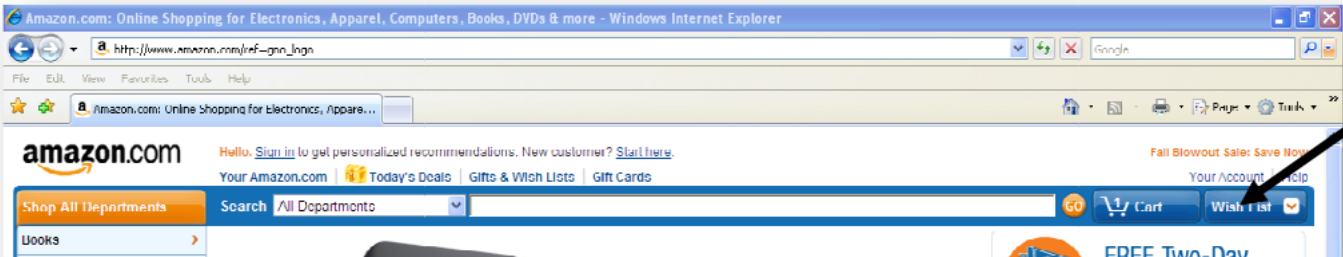 Amazon.com: Online Shopping for Electronics, Apparel, Computers, Books, DVDs & more - Windows Internet Explorer
http://www.amazon.com/ref=gno_logo Google
File Edit View Favorites Tools Help
Amazon.com: Online Shopping for Electronics, Appare... Page Tools »
amazon.com Hello. Sign in to get personalized recommendations. New customer? Start here. Fall Blowout Sale: Save Now
Your Amazon.com Today's Deals Gifts & Wish Lists Gift Cards Your Account Help
Shop All Departments Search All Departments GO Cart Wish List
Books FREE Two-Day